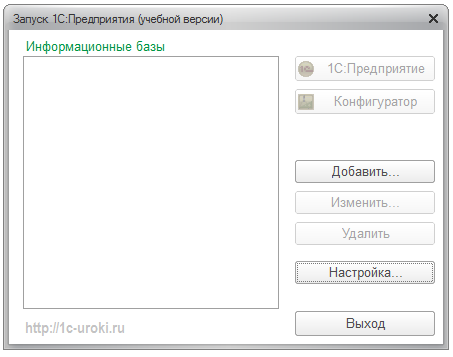 Запуск 1С:Предприятия (учебной версии)
Информационные базы
1С:Предприятие
Конфигуратор
Добавить...
Изменить...
Удалить
Настройка...
Выход
http://1c-uroki.ru